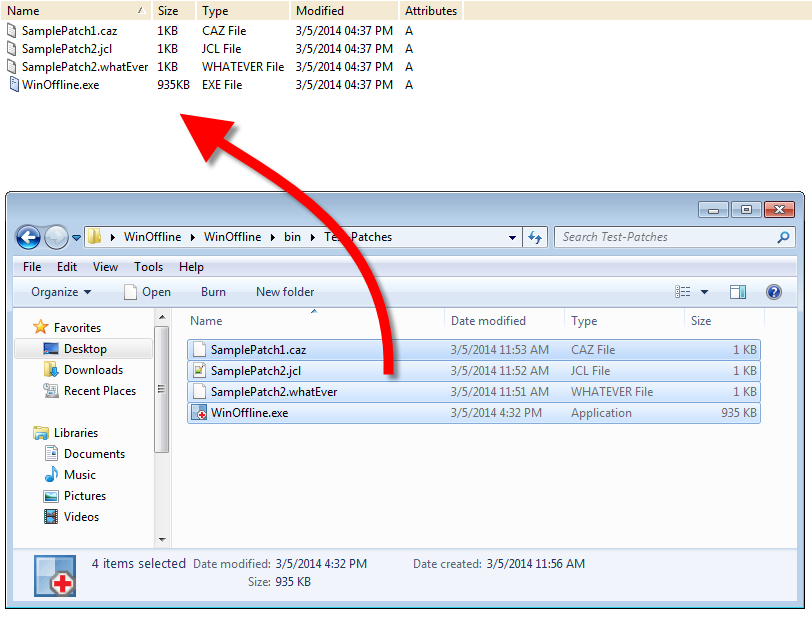 Name Size Type Modified Attributes
SamplePatch1.caz 1KB CAZ File 3/5/2014 04:37 PM A
SamplePatch2.jcl 1KB JCL File 3/5/2014 04:37 PM A
SamplePatch2.whatEver 1KB WHATEVER File 3/5/2014 04:37 PM A
WinOffline.exe 935KB EXE File 3/5/2014 04:37 PM A
WinOffline WinOffline bin Test-Patches Search Test-Patches
File Edit View Tools Help
Organize Open Burn New folder
Favorites
Desktop
Downloads
Recent Places
Libraries
Documents
Music
Pictures
Videos
Name Date modified Type Size
SamplePatch1.caz 3/5/2014 11:53 AM CAZ File 1 KB
SamplePatch2.jcl 3/5/2014 11:52 AM JCL File 1 KB
SamplePatch2.whatEver 3/5/2014 11:51 AM WHATEVER File 1 KB
WinOffline.exe 3/5/2014 4:32 PM Application 935 KB
4 items selected Date modified: 3/5/2014 4:32 PM Date created: 3/5/2014 11:56 AM
Size: 935 KB